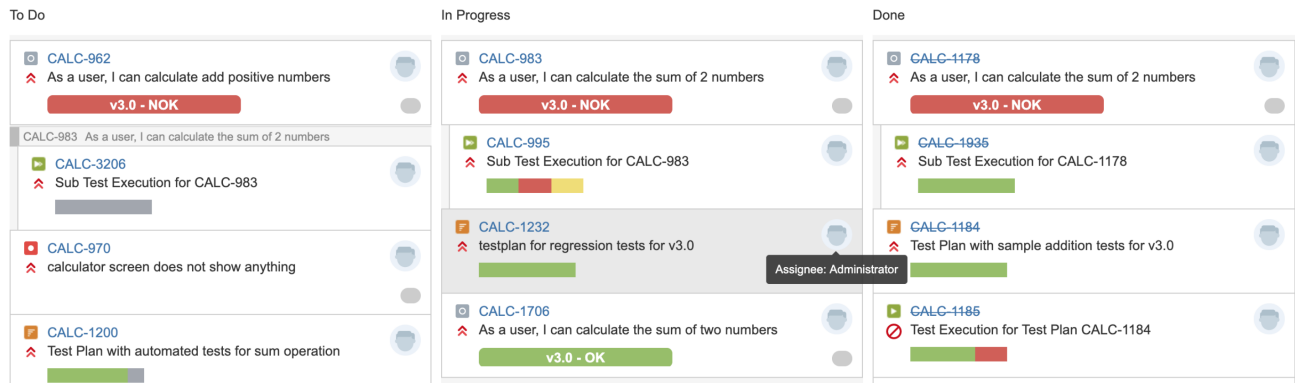 To Do
CALC-962
As a user, I can calculate add positive numbers
v3.0 - NOK
CALC-983 As a user, I can calculate the sum of 2 numbers
CALC-3206
Sub Test Execution for CALC-983
CALC-970
calculator screen does not show anything
CALC-1200
Test Plan with automated tests for sum operation
In Progress
CALC-983
As a user, I can calculate the sum of 2 numbers
v3.0 - NOK
CALC-995
Sub Test Execution for CALC-983
CALC-1232
testplan for regression tests for v3.0
Assignee: Administrator
CALC-1706
As a user, I can calculate the sum of two numbers
v3.0 - OK
Done
CALC-1178
As a user, I can calculate the sum of 2 numbers
v3.0 - NOK
CALC-1935
Sub Test Execution for CALC-1178
CALC-1184
Test Plan with sample addition tests for v3.0
CALC-1185
Test Execution for Test Plan CALC-1184